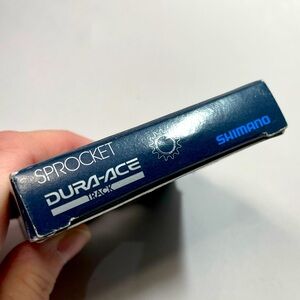 SPROCKET
DURA-ACE
TRACK
SHIMANO